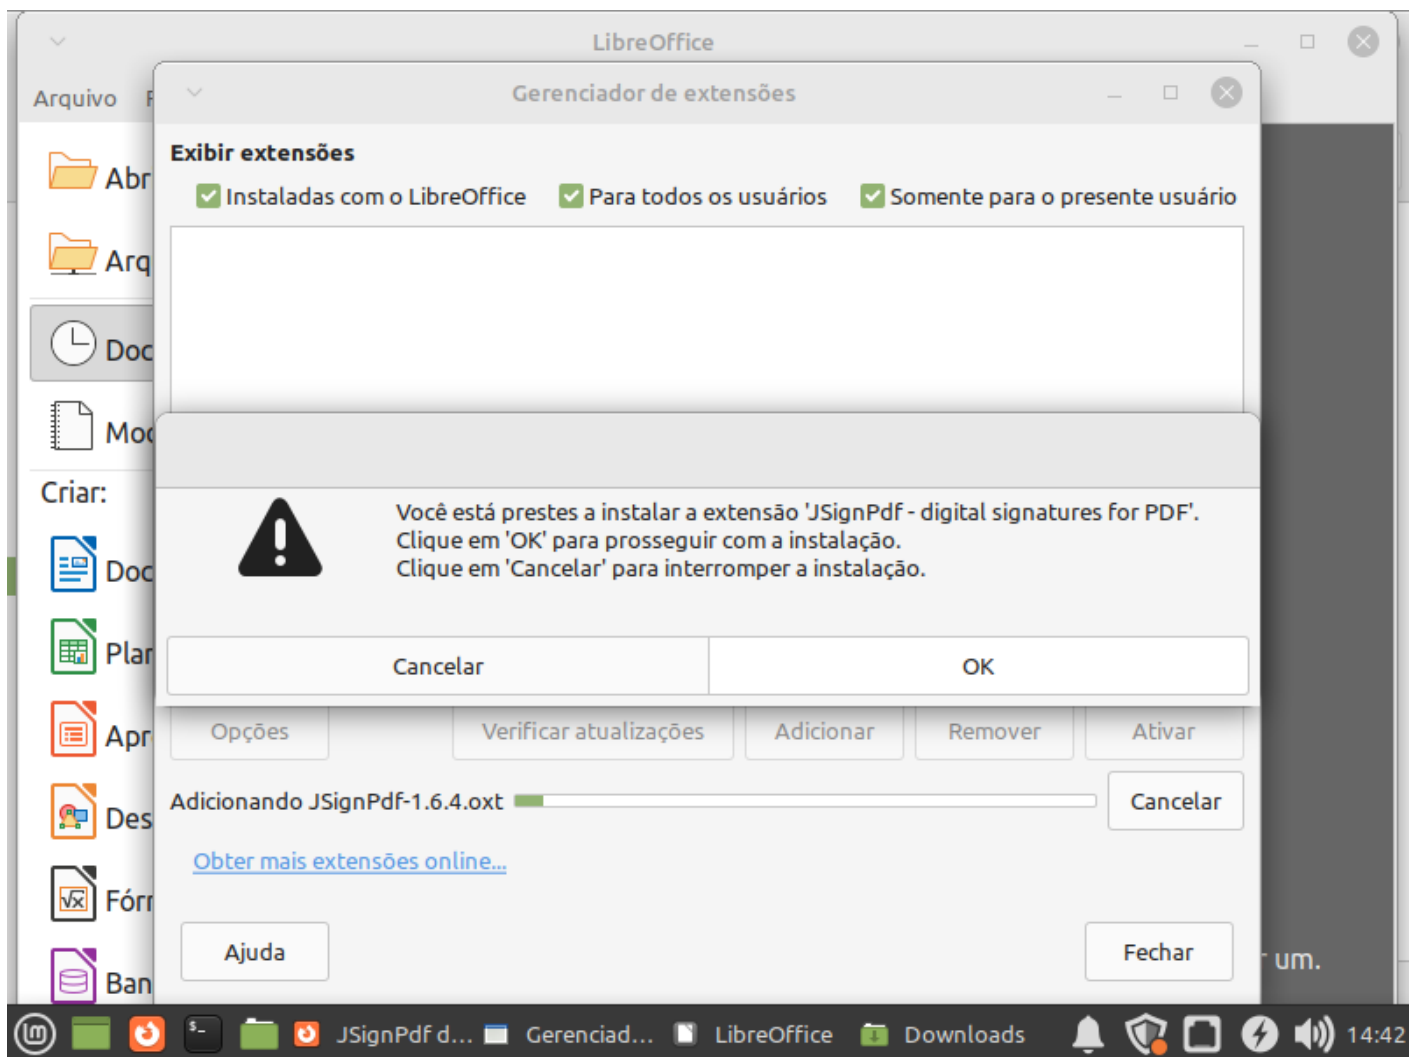 LibreOffice
Arquivo
Gerenciador de extensões
Exibir extensões
Instaladas com o LibreOffice
Para todos os usuários
Somente para o presente usuário
Abr
Arq
Doc
Mod
Criar:
Você está prestes a instalar a extensão 'JSignPdf - digital signatures for PDF'.
Clique em 'OK' para prosseguir com a instalação.
Clique em 'Cancelar' para interromper a instalação.
Cancelar
OK
Doc
Plan
Apr
Des
Fórm
Ban
Opções
Verificar atualizações
Adicionar
Remover
Ativar
Adicionando JSignPdf-1.6.4.oxt
Cancelar
Obter mais extensões online...
Ajuda
Fechar
um.
JSignPdf d...
Gerenciad...
LibreOffice
Downloads
14:42